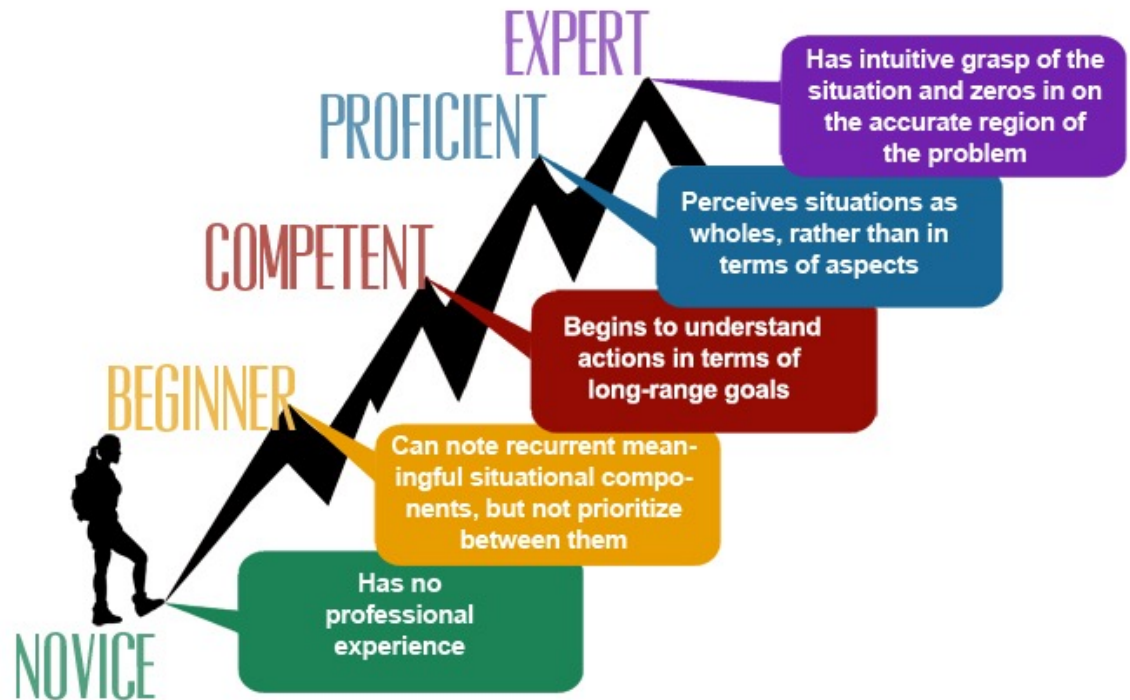 EXPERT
Has intuitive grasp of the
situation and zeros in on
the accurate region of
the problem
PROFICIENT
Perceives situations as
wholes, rather than in
terms of aspects
COMPETENT
Begins to understand
actions in terms of
long-range goals
BEGINNER
Can note recurrent mean-
ingful situational compo-
nents, but not prioritize
between them
Has no
professional
experience
NOVICE